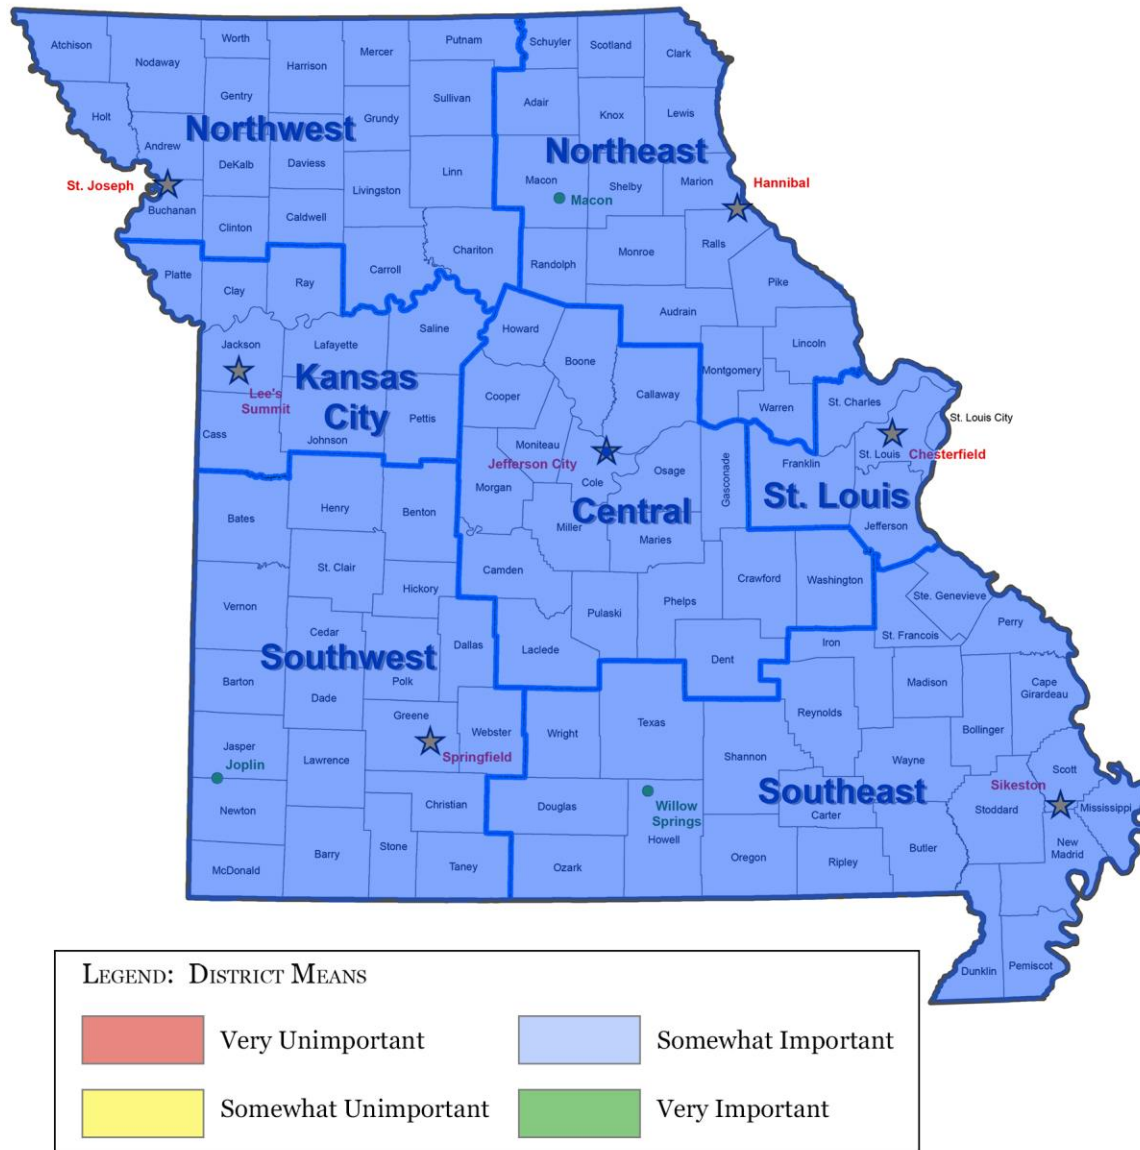 Atchison
Nodaway
Worth
Harrison
Mercer
Putnam
Schuyler
Scotland
Clark
Holt
Gentry
Sullivan
Adair
Knox
Lewis
Andrew
Northwest
Grundy
Northeast
DeKalb
Daviess
Linn
St. Joseph
Livingston
Macon
Macon
Shelby
Marion
Hannibal
Buchanan
Clinton
Caldwell
Chariton
Monroe
Ralls
Platte
Clay
Ray
Carroll
Randolph
Pike
Saline
Howard
Audrain
Jackson
Lafayette
Boone
Lincoln
Kansas
City
Lee's
Summit
Cooper
Callaway
Montgomery
Warren
St. Charles
St. Louis City
Cass
Johnson
Pettis
Moniteau
Jefferson City
Cole
Osage
Gasconade
Franklin
St. Louis
Chesterfield
Morgan
Central
St. Louis
Bates
Henry
Benton
Miller
Maries
Jefferson
St. Clair
Camden
Crawford
Washington
Vernon
Hickory
Pulaski
Phelps
Ste. Genevieve
Cedar
Dallas
Southwest
Laclede
Dent
Iron
St. Francois
Perry
Barton
Dade
Polk
Madison
Cape
Girardeau
Greene
Webster
Wright
Texas
Reynolds
Bollinger
Jasper
Joplin
Lawrence
Springfield
Shannon
Wayne
Scott
Sikeston
Newton
Christian
Douglas
Willow
Springs
Southeast
Carter
Stoddard
Mississippi
McDonald
Barry
Stone
Taney
Ozark
Howell
Oregon
Ripley
Butler
New
Madrid
Dunklin
Pemiscot
LEGEND: DISTRICT MEANS
Very Unimportant
Somewhat Important
Somewhat Unimportant
Very Important